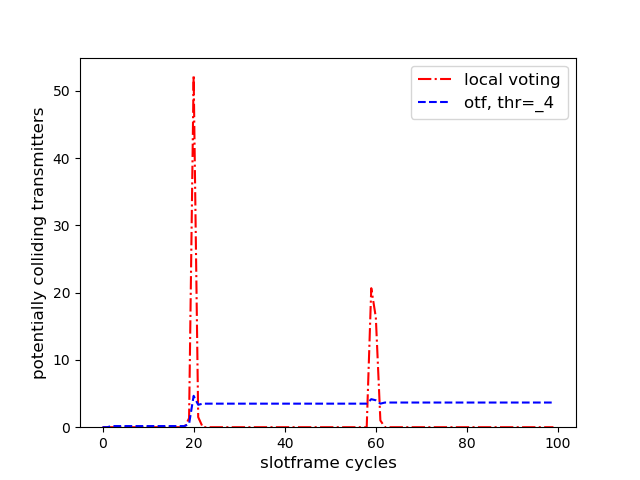 local voting
otf, thr=_4
50
40
30
20
10
0
potentially colliding transmitters
0 20 40 60 80 100
slotframe cycles